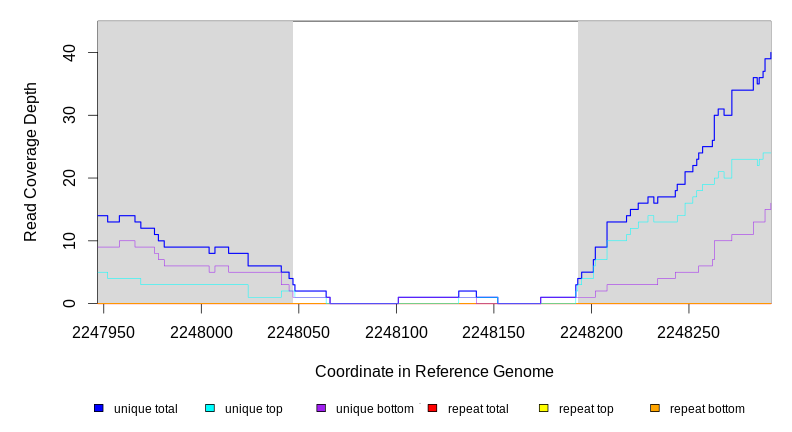 Read Coverage Depth
40
30
20
10
0
2247950 2248000 2248050 2248100 2248150 2248200 2248250
Coordinate in Reference Genome
unique total unique top unique bottom repeat total repeat top repeat bottom